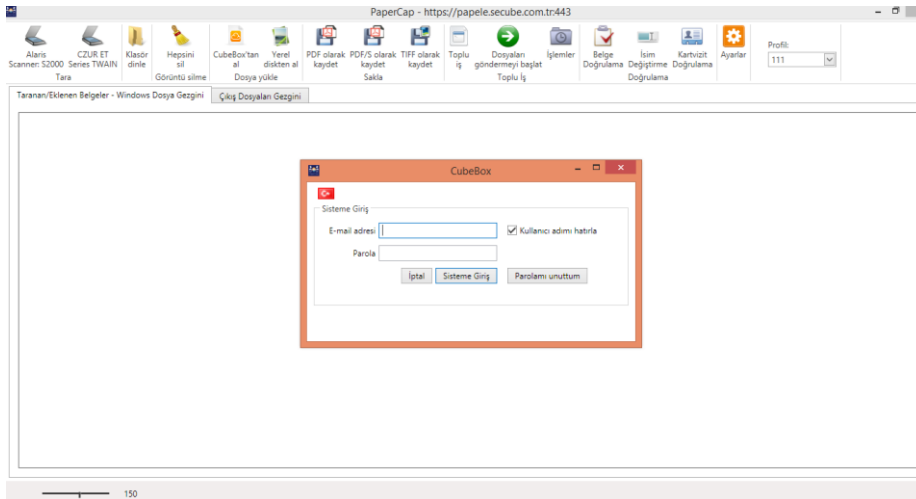 PaperCap - https://papele.secube.com.tr:443
Alaris Scanner: S2000
CZUR ET Series TWAIN
Klasör dinle
Hepsini sil
CubeBox'tan al
Yerel diskten al
PDF olarak kaydet
PDF/S olarak kaydet
TIFF olarak kaydet
Toplu iş
Dosyaları göndermeyi başlat
İşlemler
Belge Doğrulama
İsim Değiştirme
Kartvizit Doğrulama
Ayarlar
Profil:
111
Tara
Görüntü silme
Dosya yükle
Sakla
Toplu İş
Doğrulama
Taranan/Eklenen Belgeler - Windows Dosya Gezgini
Çıkış Dosyaları Gezgini
CubeBox
Sisteme Giriş
E-mail adresi
Kullanıcı adımı hatırla
Parola
İptal
Sisteme Giriş
Parolamı unuttum
150